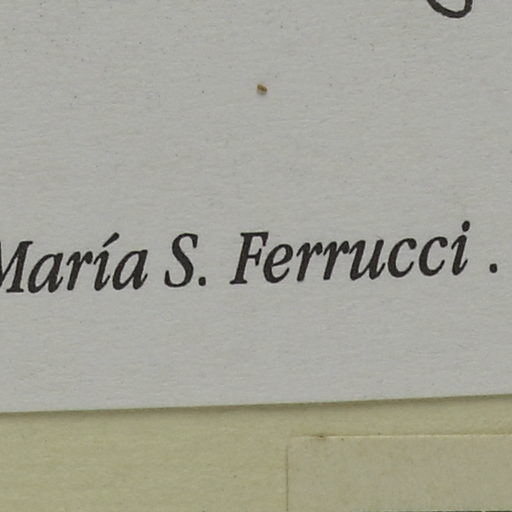 María S. Ferrucci .